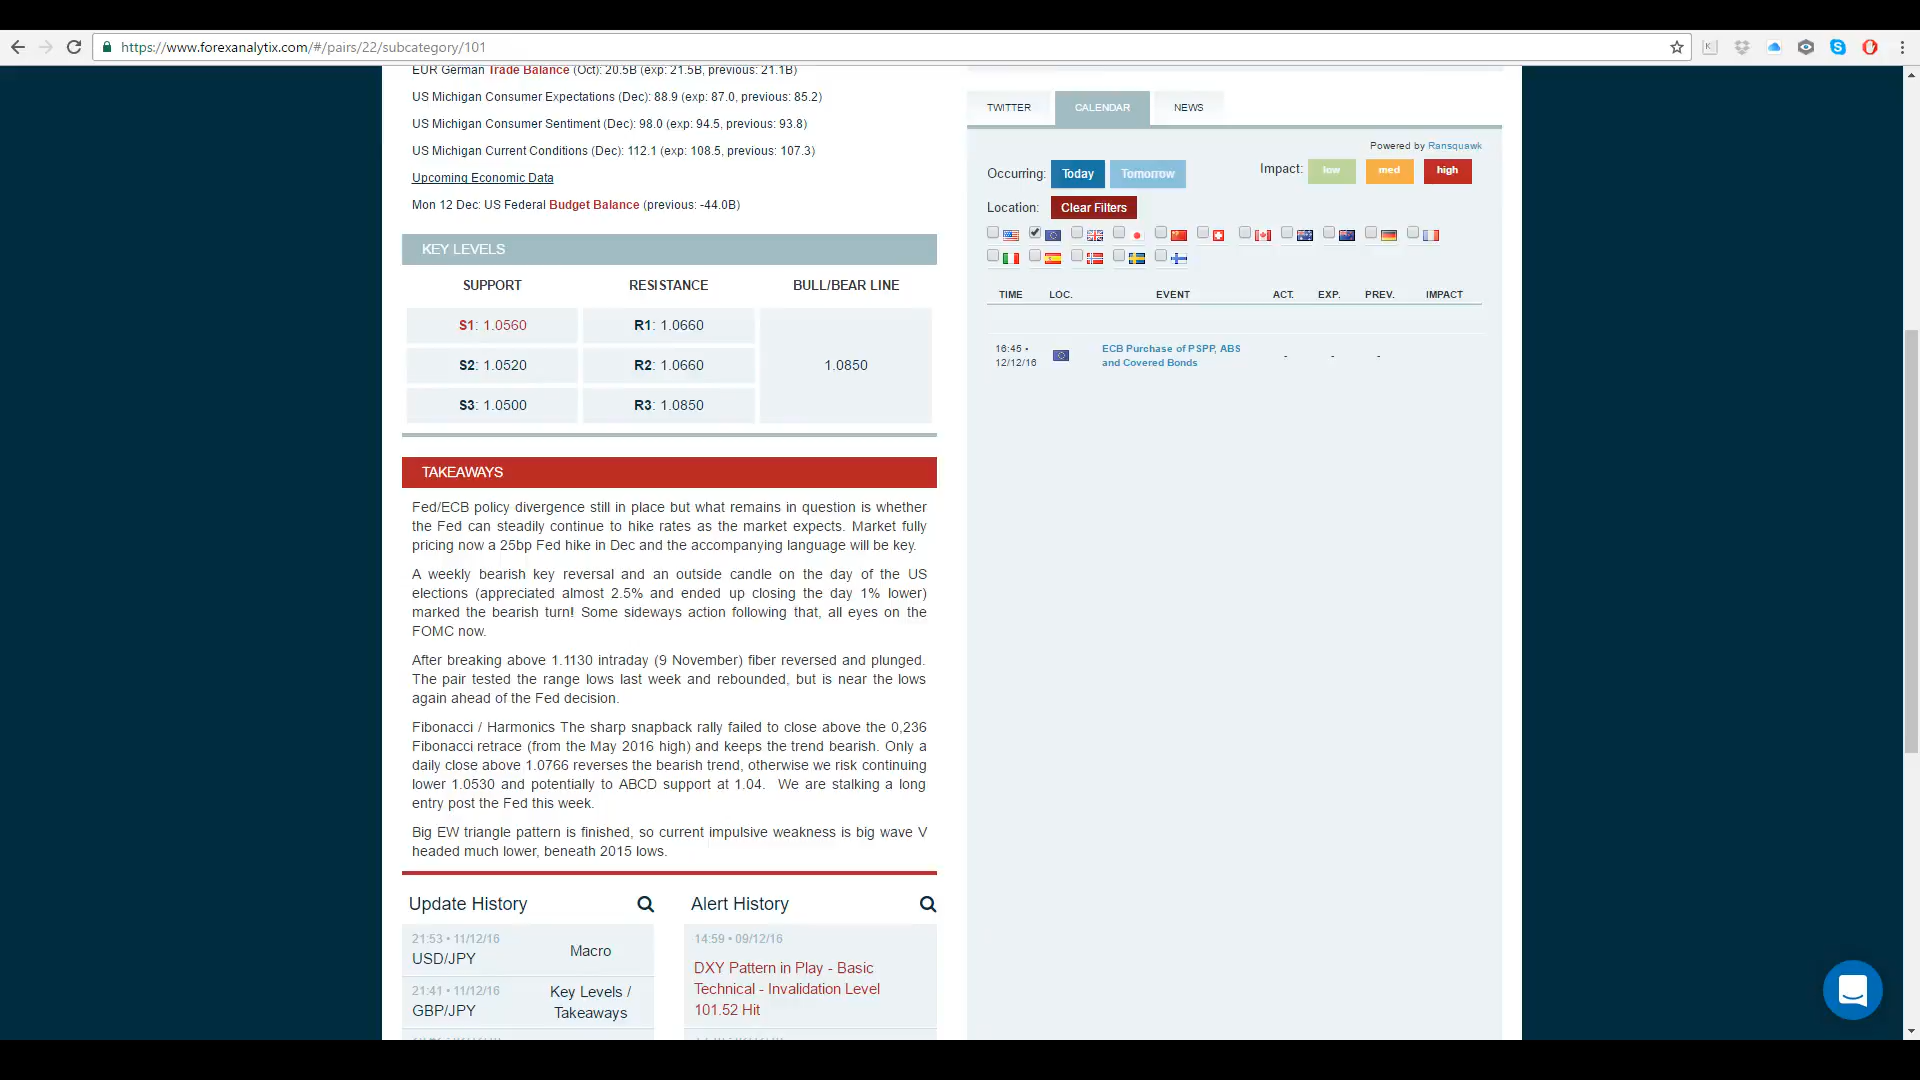 https://www.forexanalytix.com/#/pairs/22/subcategory/101
EUR German Trade Balance (Oct): 20.5B (exp: 21.5B, previous: 21.1B)
US Michigan Consumer Expectations (Dec): 88.9 (exp: 87.0, previous: 85.2)
US Michigan Consumer Sentiment (Dec): 98.0 (exp: 94.5, previous: 93.8)
US Michigan Current Conditions (Dec): 112.1 (exp: 108.5, previous: 107.3)
Upcoming Economic Data
Mon 12 Dec: US Federal Budget Balance (previous: -44.0B)
KEY LEVELS
SUPPORT RESISTANCE BULL/BEAR LINE
S1: 1.0560 R1: 1.0660
S2: 1.0520 R2: 1.0660 1.0850
S3: 1.0500 R3: 1.0850
TAKEAWAYS
Fed/ECB policy divergence still in place but what remains in question is whether
the Fed can steadily continue to hike rates as the market expects. Market fully
pricing now a 25bp Fed hike in Dec and the accompanying language will be key.
A weekly bearish key reversal and an outside candle on the day of the US
elections (appreciated almost 2.5% and ended up closing the day 1% lower)
marked the bearish turn! Some sideways action following that, all eyes on the
FOMC now.
After breaking above 1.1130 intraday (9 November) fiber reversed and plunged.
The pair tested the range lows last week and rebounded, but is near the lows
again ahead of the Fed decision.
Fibonacci / Harmonics The sharp snapback rally failed to close above the 0,236
Fibonacci retrace (from the May 2016 high) and keeps the trend bearish. Only a
daily close above 1.0766 reverses the bearish trend, otherwise we risk continuing
lower 1.0530 and potentially to ABCD support at 1.04. We are stalking a long
entry post the Fed this week.
Big EW triangle pattern is finished, so current impulsive weakness is big wave V
headed much lower, beneath 2015 lows.
Update History
21:53 • 11/12/16
USD/JPY
Macro
21:41 • 11/12/16
GBP/JPY
Key Levels /
Takeaways
Alert History
14:59 • 09/12/16
DXY Pattern in Play - Basic
Technical - Invalidation Level
101.52 Hit
TWITTER CALENDAR NEWS
Powered by Ransquawk
Occurring: Today Tomorrow Impact: low med high
Location: Clear Filters
TIME LOC. EVENT ACT. EXP. PREV. IMPACT
16:45 •
12/12/16
ECB Purchase of PSPP, ABS
and Covered Bonds
- - -